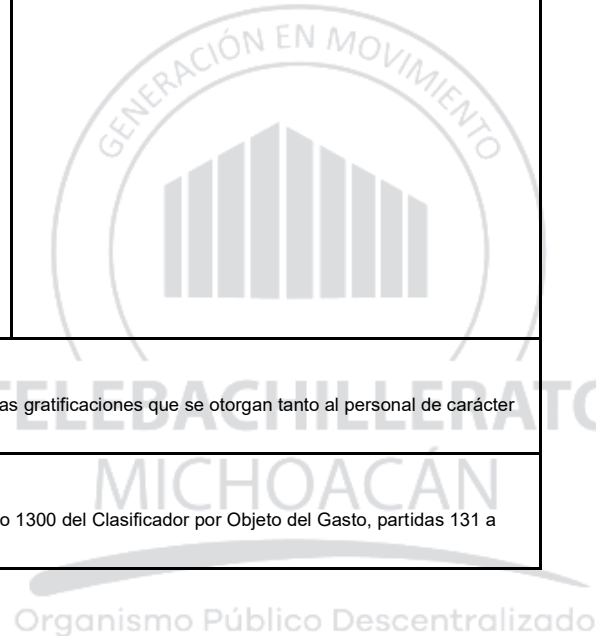 GENERACIÓN EN MOVIMIENTO
as gratificaciones que se otorgan tanto al personal de carácter
TELEBACHILLERATO
MICHOACÁN
o 1300 del Clasificador por Objeto del Gasto, partidas 131 a
Organismo Público Descentralizado